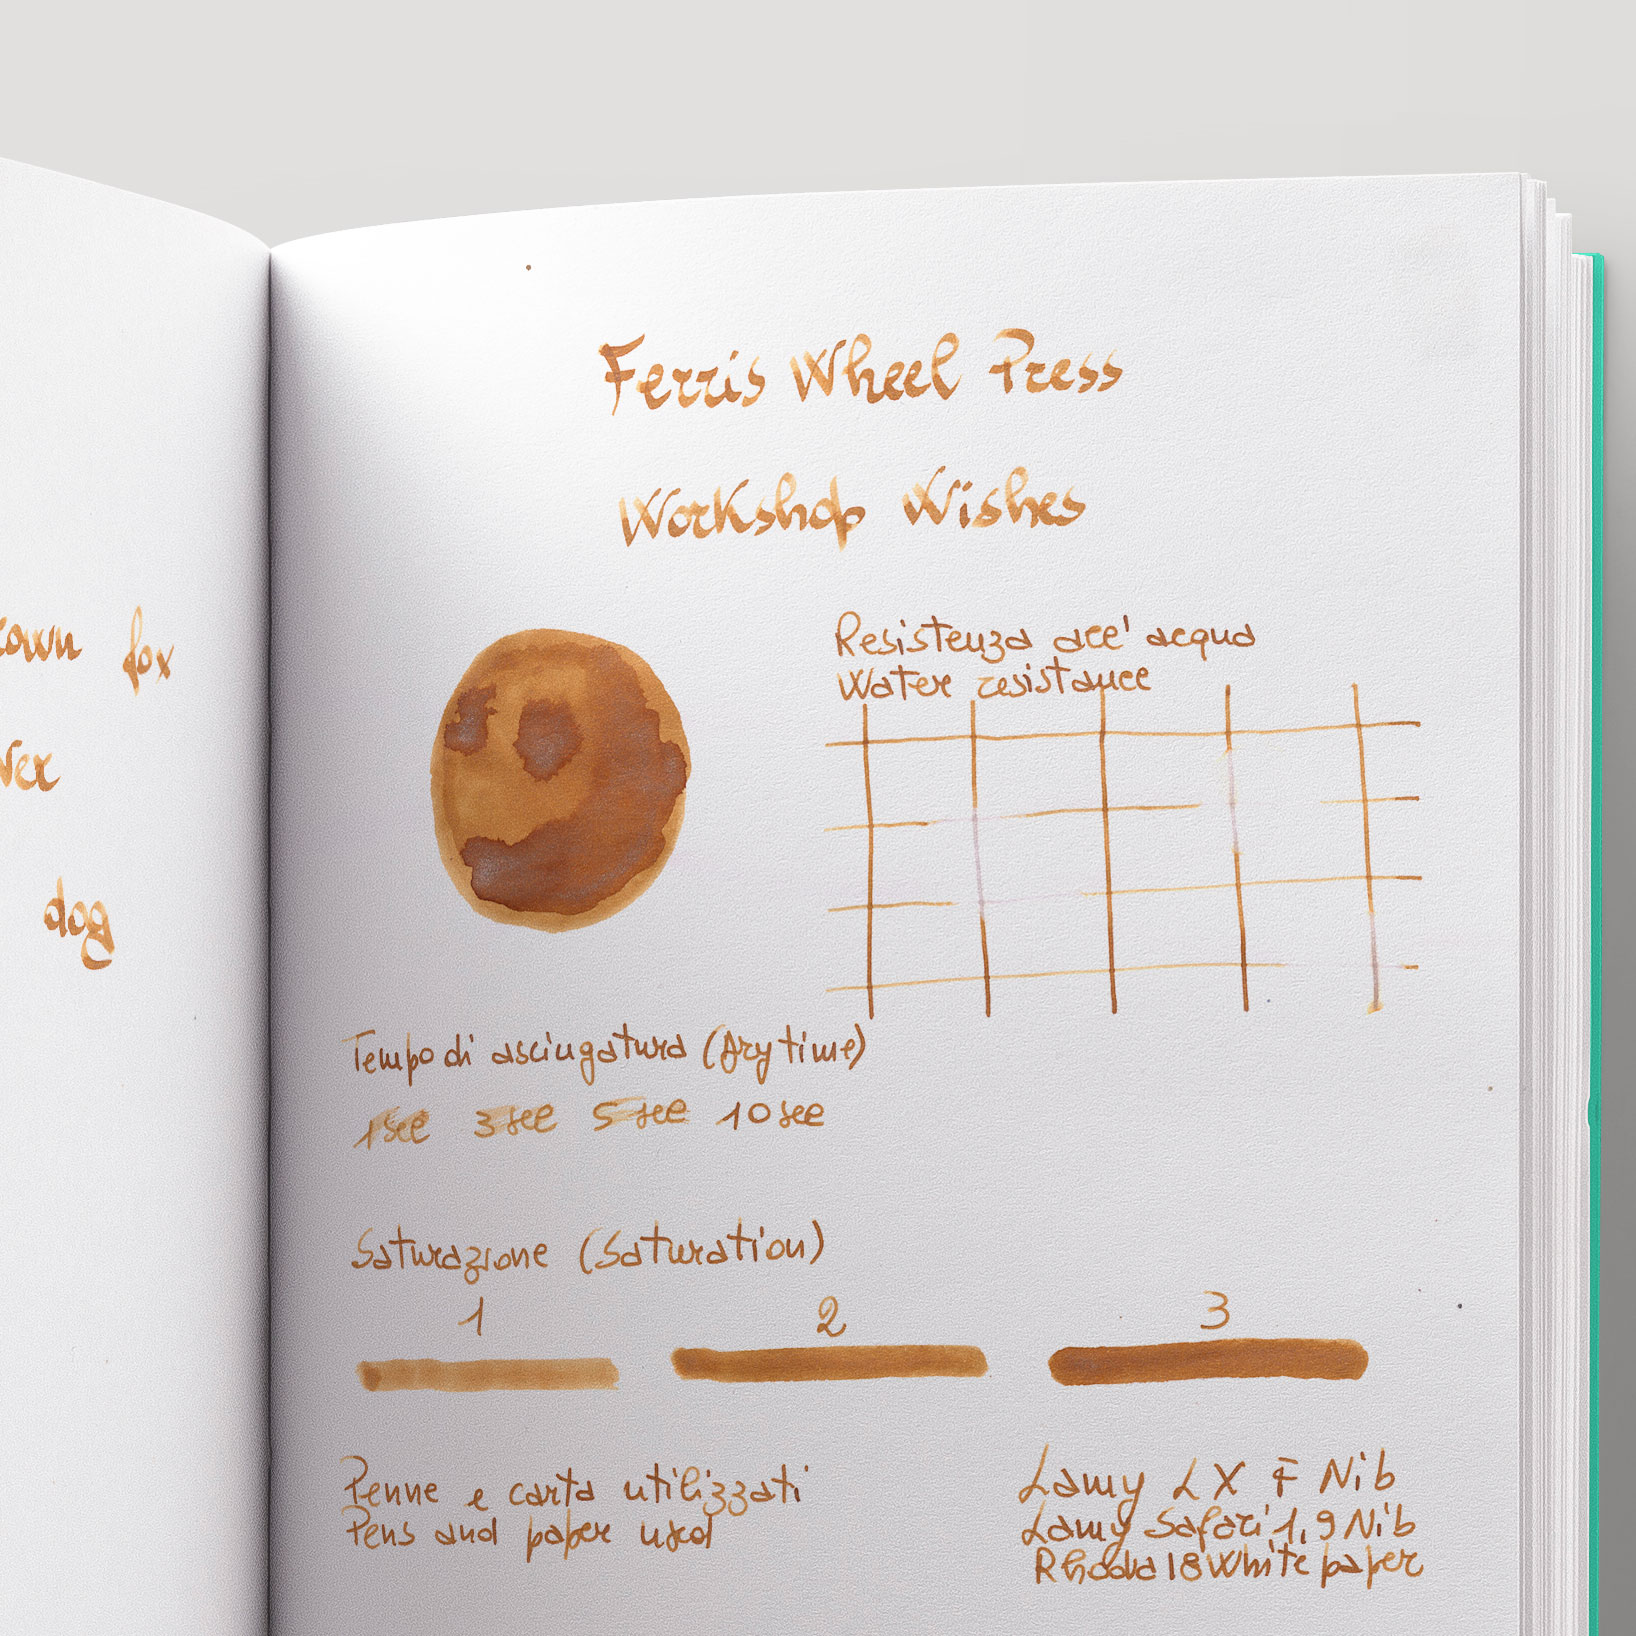 fox
dog
Ferris Wheel Press
Workshop Wishes
Resistenza all' acqua
Water resistance
Tempo di asciugatura (Dry time)
1 sec 3 sec 5 sec 10 sec
Saturazione (Saturation)
1 2 3
Penne e carta utilizzati
Pens and paper used
Lamy LX F Nib
Lamy Safari 1,9 Nib
Rhodia 18 White paper